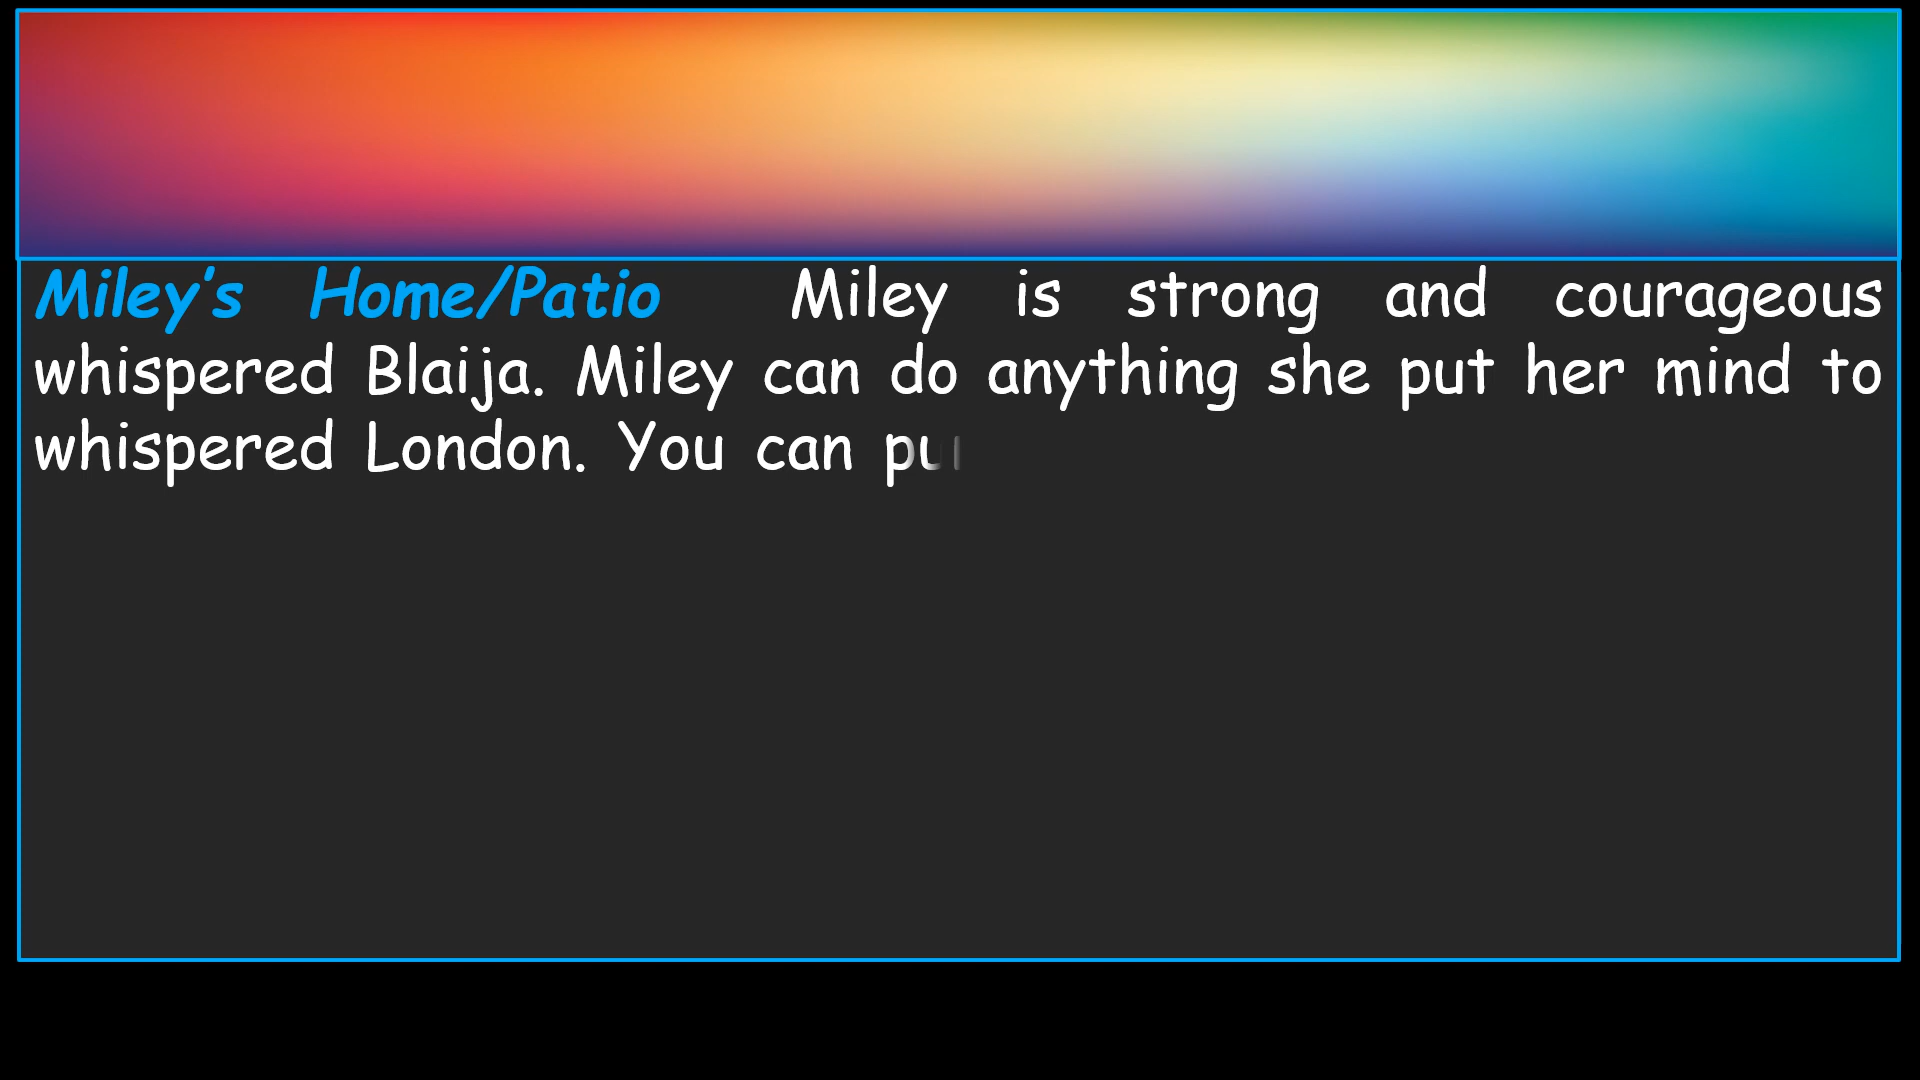 Miley's Home/Patio Miley is strong and courageous
whispered Blaija. Miley can do anything she put her mind to
whispered London. You can